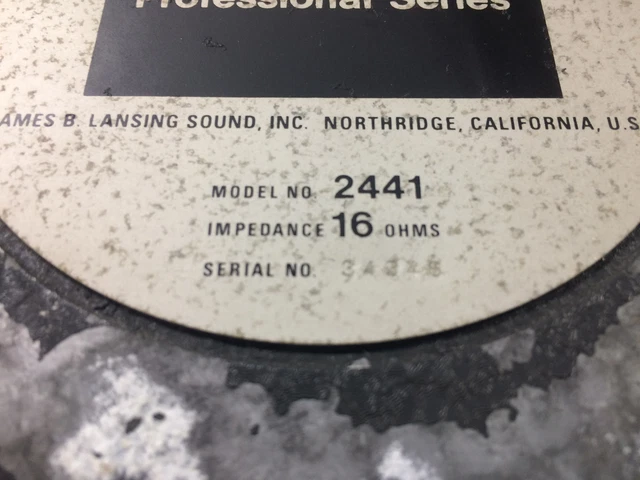 Professional Series
AMES B. LANSING SOUND, INC. NORTHRIDGE, CALIFORNIA, U.S
MODEL NO. 2441
IMPEDANCE 16 OHMS
SERIAL NO.